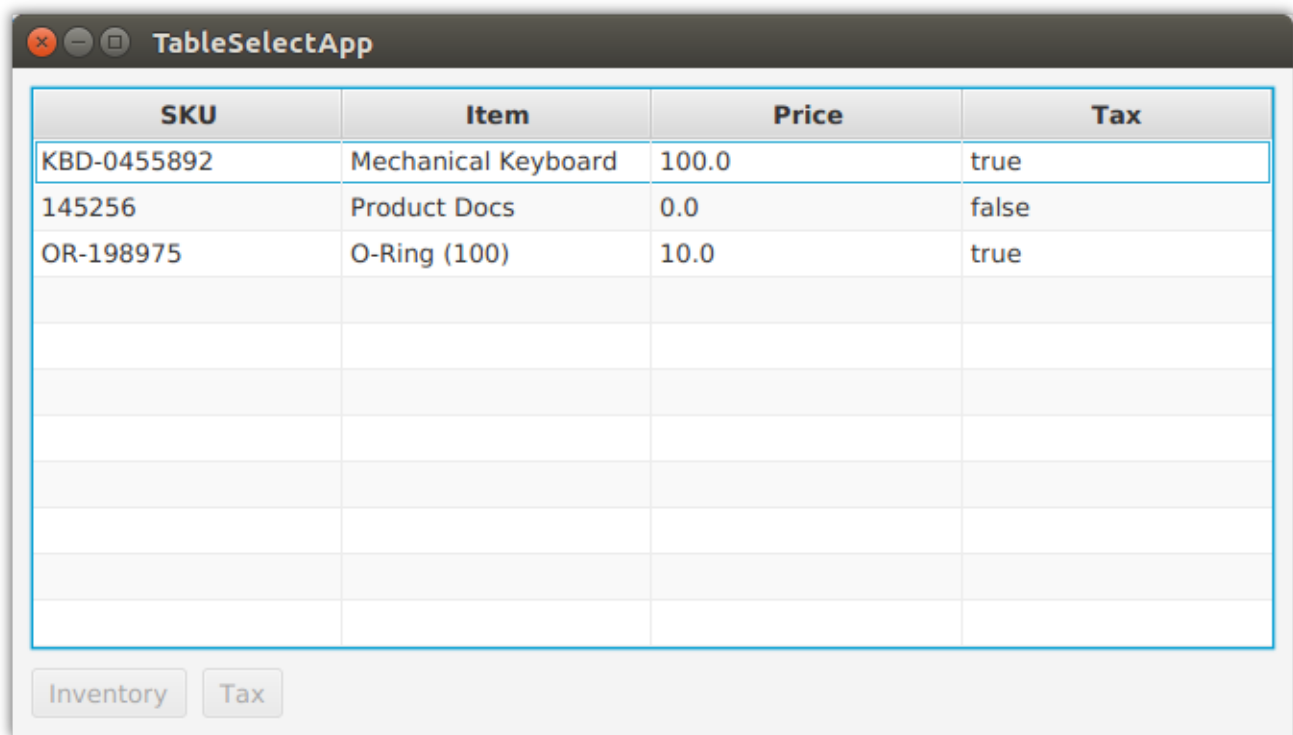 TableSelectApp
SKU Item Price Tax
KBD-0455892 Mechanical Keyboard 100.0 true
145256 Product Docs 0.0 false
OR-198975 O-Ring (100) 10.0 true
Inventory Tax